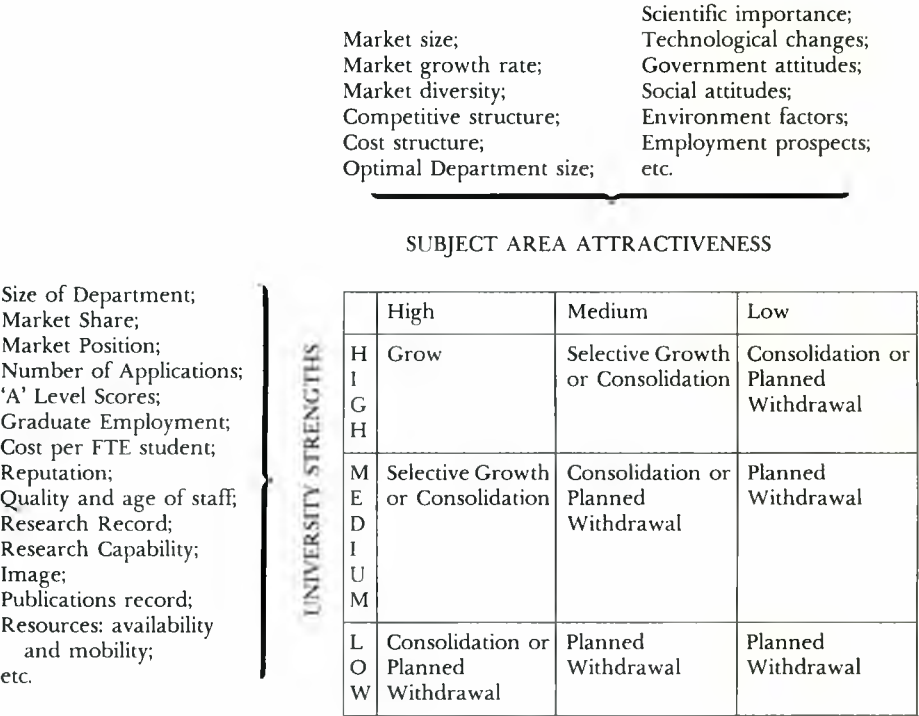 Market size;
Market growth rate;
Market diversity;
Competitive structure;
Cost structure;
Optimal Department size;
Scientific importance;
Technological changes;
Government attitudes;
Social attitudes;
Environment factors;
Employment prospects;
etc.
SUBJECT AREA ATTRACTIVENESS
Size of Department;
Market Share;
Market Position;
Number of Applications;
'A' Level Scores;
Graduate Employment;
Cost per FTE student;
Reputation;
Quality and age of staff;
Research Record;
Research Capability;
Image;
Publications record;
Resources: availability
and mobility;
etc.
UNIVERSITY STRENGTHS
High
Medium
Low
HIGH
Grow
Selective Growth
or Consolidation
Consolidation or
Planned
Withdrawal
MEDIUM
Selective Growth
or Consolidation
Consolidation or
Planned
Withdrawal
Planned
Withdrawal
LOW
Consolidation or
Planned
Withdrawal
Planned
Withdrawal
Planned
Withdrawal